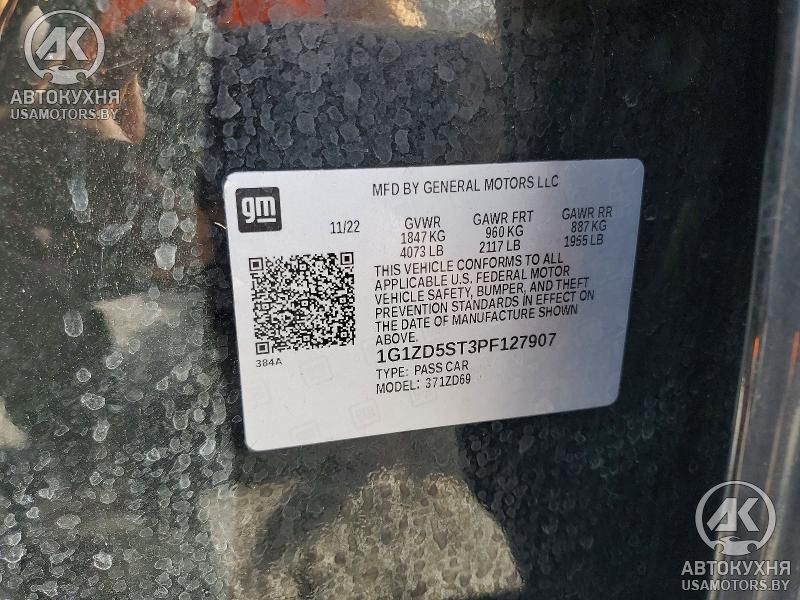 AK
АВТОКУХНЯ
USAMOTORS.BY
MFD BY GENERAL MOTORS LLC
gm
11/22 GVWR GAWR FRT GAWR RR
1847 KG 960 KG 887 KG
4073 LB 2117 LB 1955 LB
THIS VEHICLE CONFORMS TO ALL
APPLICABLE U.S. FEDERAL MOTOR
VEHICLE SAFETY, BUMPER, AND THEFT
PREVENTION STANDARDS IN EFFECT ON
THE DATE OF MANUFACTURE SHOWN
ABOVE.
384A
1G1ZD5ST3PF127907
TYPE: PASS CAR
MODEL: 371ZD69
AK
АВТОКУХНЯ
USAMOTORS.BY